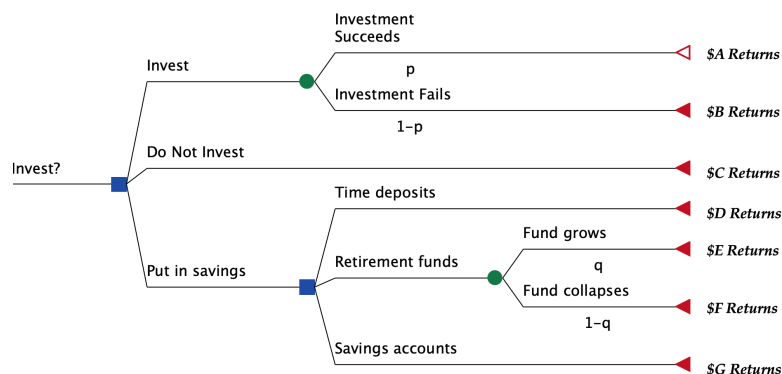 Investment
Succeeds
$A Returns
Invest
p
Investment Fails
$B Returns
1-p
Do Not Invest
$C Returns
Invest?
Time deposits
$D Returns
Fund grows
$E Returns
Put in savings
Retirement funds
q
Fund collapses
$F Returns
1-q
Savings accounts
$G Returns